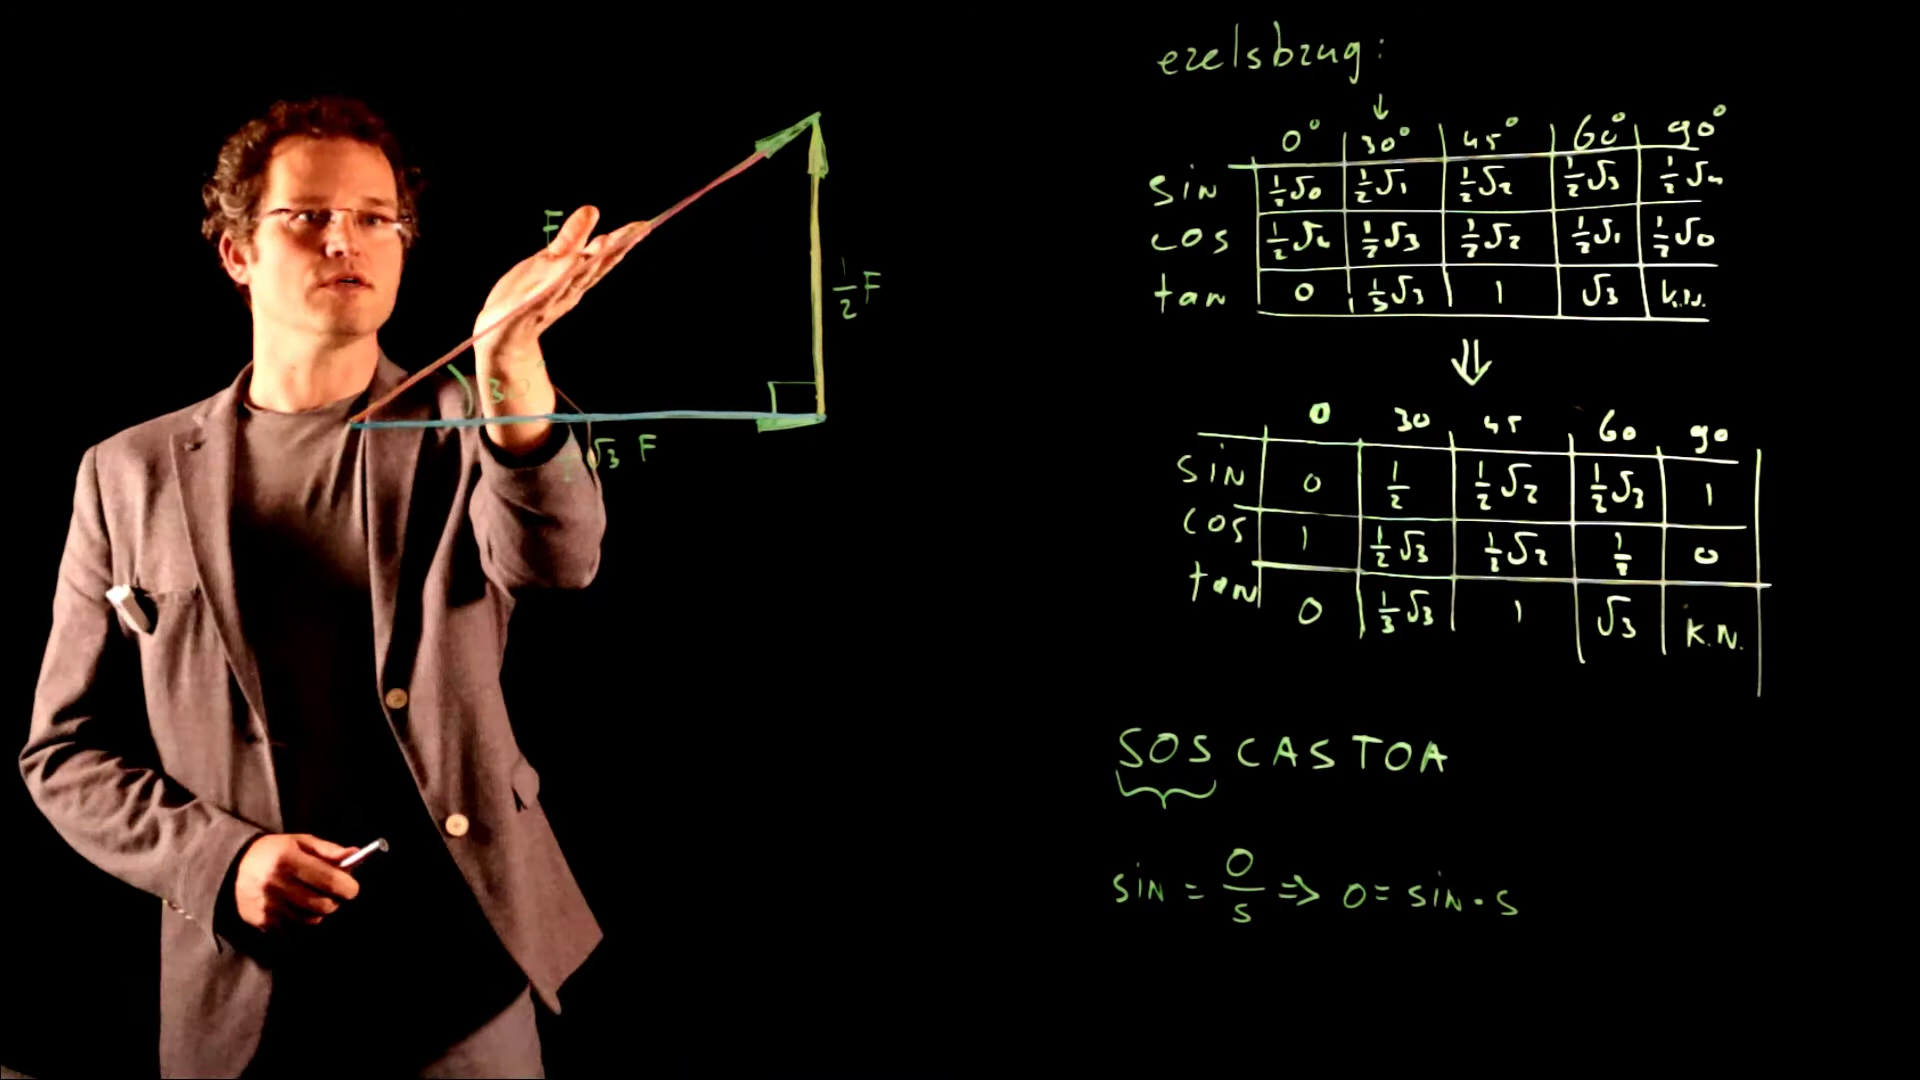 ezelsbrug:
↓
0° 30° 45° 60° 90°
sin ½√0 ½√1 ½√2 ½√3 ½√4
cos ½√4 ½√3 ½√2 ½√1 ½√0
tan 0 ⅓√3 1 √3 k.N.
⇓
0 30 45 60 90
sin 0 ½ ½√2 ½√3 1
cos 1 ½√3 ½√2 ½ 0
tan 0 ⅓√3 1 √3 K.N.
SOS CAS TOA
sin = o/s => o = sin · s
F
½F
30°
½√3 F